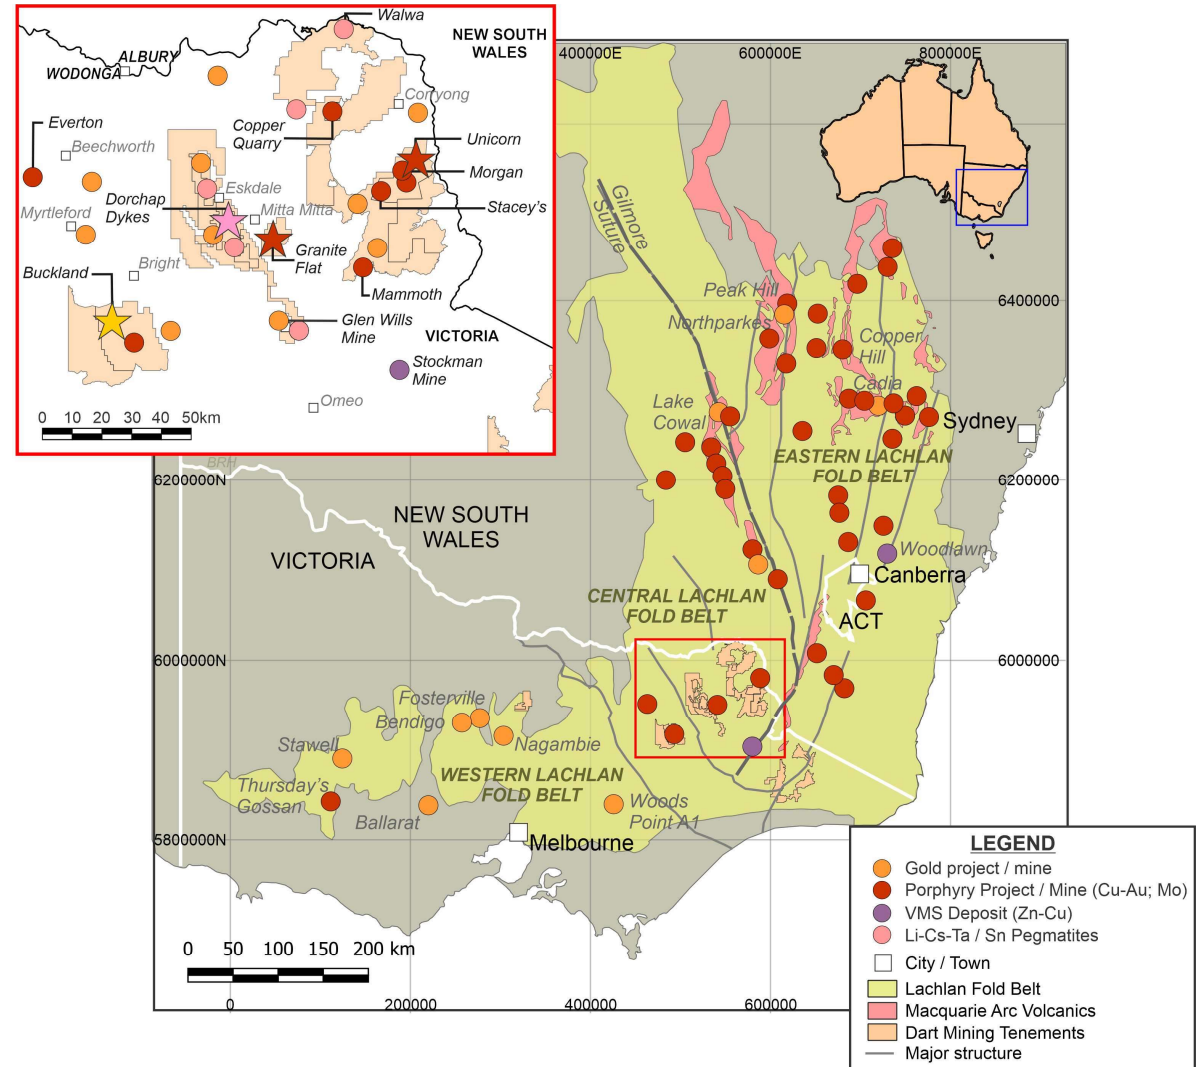 Walwa
NEW SOUTH
WALES
ALBURY
WODONGA
Corryong
Everton
Copper
Quarry
Unicorn
Beechworth
Morgan
Eskdale
Dorchap
Dykes
Mitta Mitta
Stacey's
Myrtleford
Granite
Flat
Bright
Buckland
Mammoth
Glen Wills
Mine
VICTORIA
Stockman
Mine
Omeo
0 10 20 30 40 50km
400000E
600000E
800000E
Gilmore
Suture
Peak Hill
6400000
Northparkes
Copper
Hill
Cadia
Lake
Cowal
Sydney
EASTERN LACHLAN
FOLD BELT
BRH
6200000N
6200000
NEW SOUTH
WALES
VICTORIA
Woodlawn
Canberra
CENTRAL LACHLAN
FOLD BELT
ACT
6000000N
6000000
Fosterville
Bendigo
Stawell
Nagambie
WESTERN LACHLAN
FOLD BELT
Thursday's
Gossan
Ballarat
Woods
Point A1
5800000N
Melbourne
0 50 100 150 200 km
0
200000
400000
600000
LEGEND
Gold project / mine
Porphyry Project / Mine (Cu-Au; Mo)
VMS Deposit (Zn-Cu)
Li-Cs-Ta / Sn Pegmatites
City / Town
Lachlan Fold Belt
Macquarie Arc Volcanics
Dart Mining Tenements
Major structure